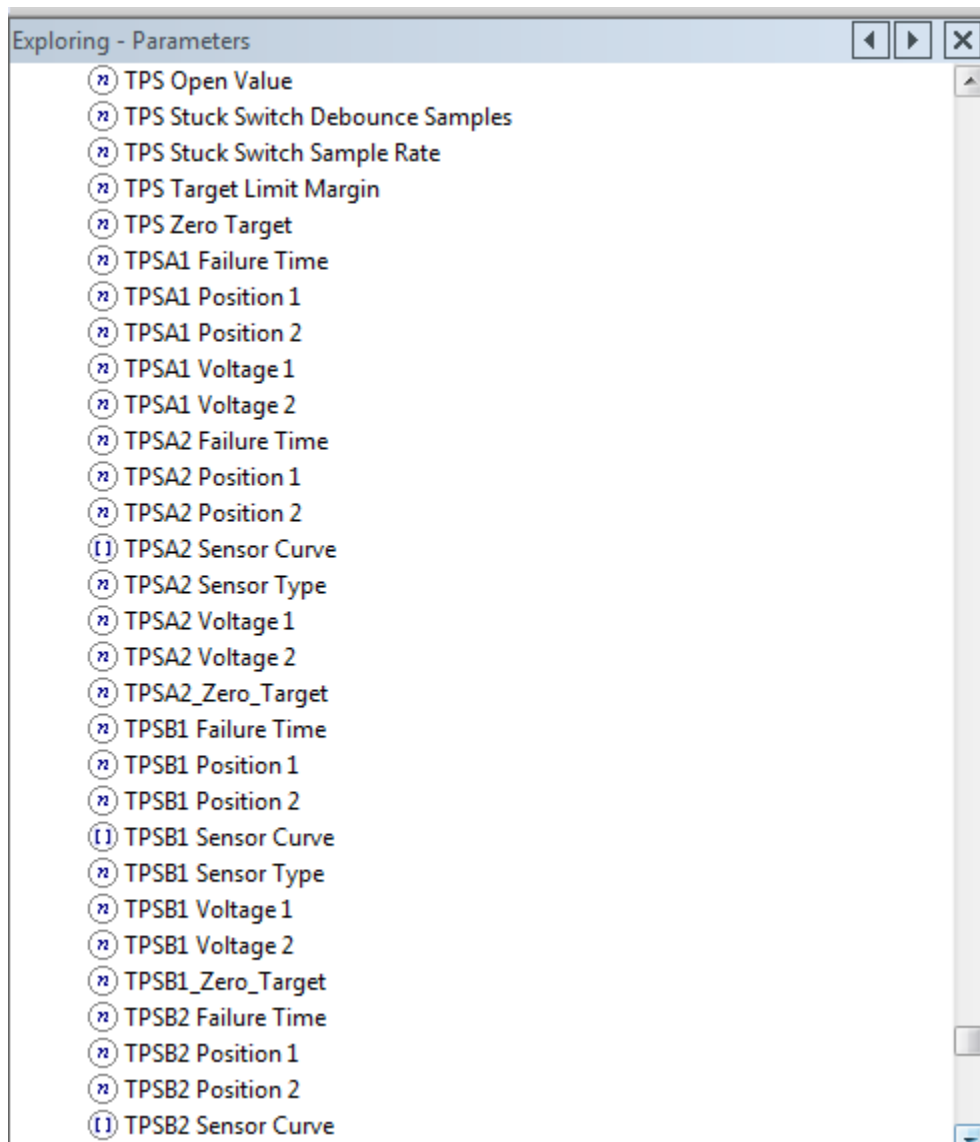 Exploring - Parameters
TPS Open Value
TPS Stuck Switch Debounce Samples
TPS Stuck Switch Sample Rate
TPS Target Limit Margin
TPS Zero Target
TPSA1 Failure Time
TPSA1 Position 1
TPSA1 Position 2
TPSA1 Voltage 1
TPSA1 Voltage 2
TPSA2 Failure Time
TPSA2 Position 1
TPSA2 Position 2
TPSA2 Sensor Curve
TPSA2 Sensor Type
TPSA2 Voltage 1
TPSA2 Voltage 2
TPSA2_Zero_Target
TPSB1 Failure Time
TPSB1 Position 1
TPSB1 Position 2
TPSB1 Sensor Curve
TPSB1 Sensor Type
TPSB1 Voltage 1
TPSB1 Voltage 2
TPSB1_Zero_Target
TPSB2 Failure Time
TPSB2 Position 1
TPSB2 Position 2
TPSB2 Sensor Curve